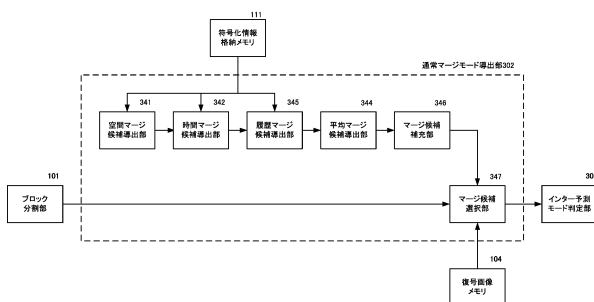 111
符号化情報
格納メモリ
通常マージモード導出部302
341
空間マージ
候補導出部
342
時間マージ
候補導出部
345
履歴マージ
候補導出部
344
平均マージ
候補導出部
346
マージ候補
補充部
101
ブロック
分割部
347
マージ候補
選択部
30
インター予測
モード判定部
104
復号画像
メモリ